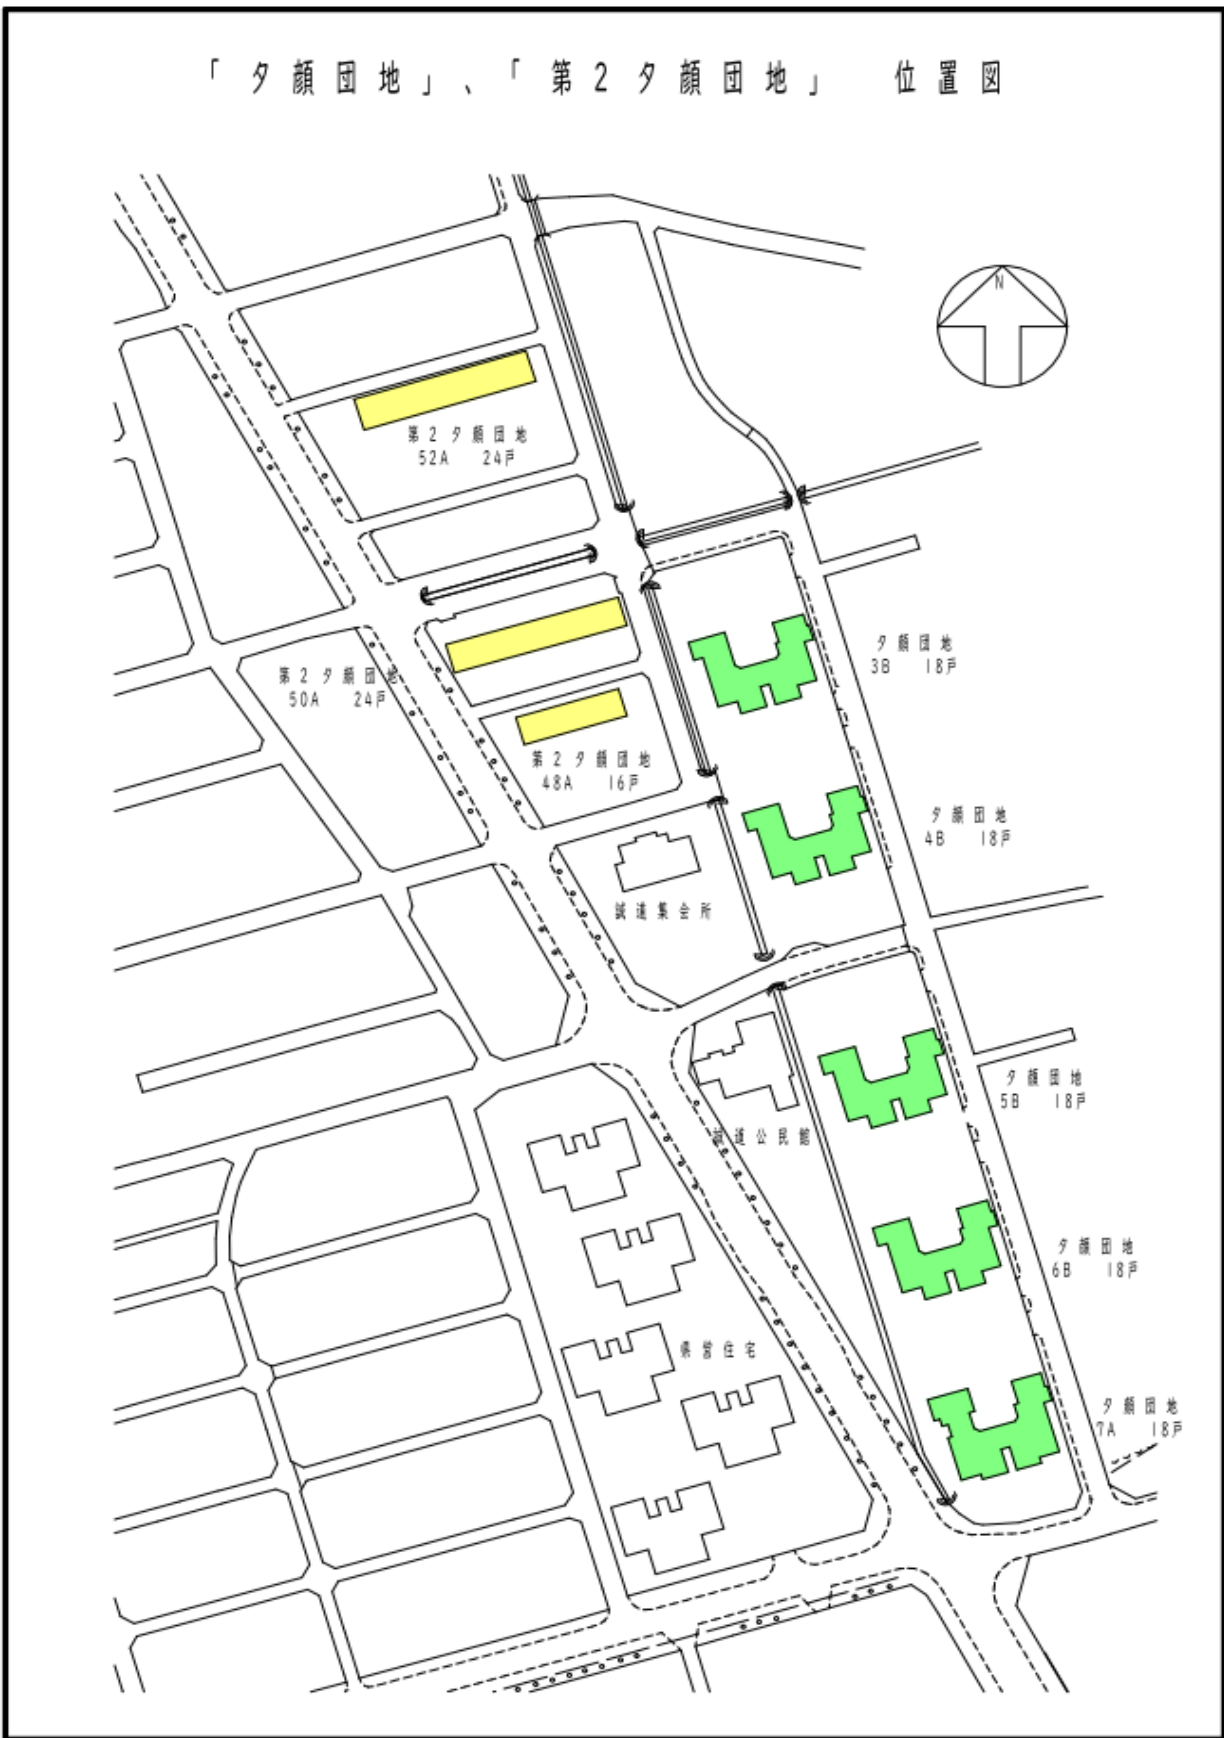 「夕顔団地」、「第2夕顔団地」 位置図
N
第2夕顔団地
52A 24戸
夕顔団地
3B 18戸
第2夕顔団地
50A 24戸
第2夕顔団地
48A 16戸
夕顔団地
4B 18戸
誠道集会所
夕顔団地
5B 18戸
誠道公民館
夕顔団地
6B 18戸
県営住宅
夕顔団地
7A 18戸